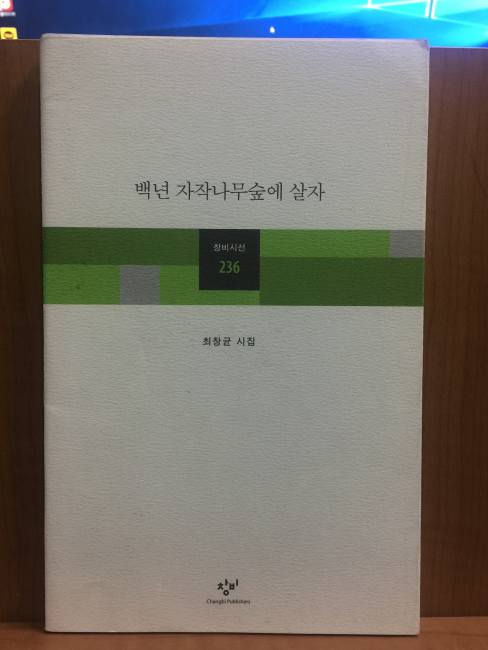 백년 자작나무숲에 살자
창비시선
236
최창균 시집
창비
Changbi Publishers